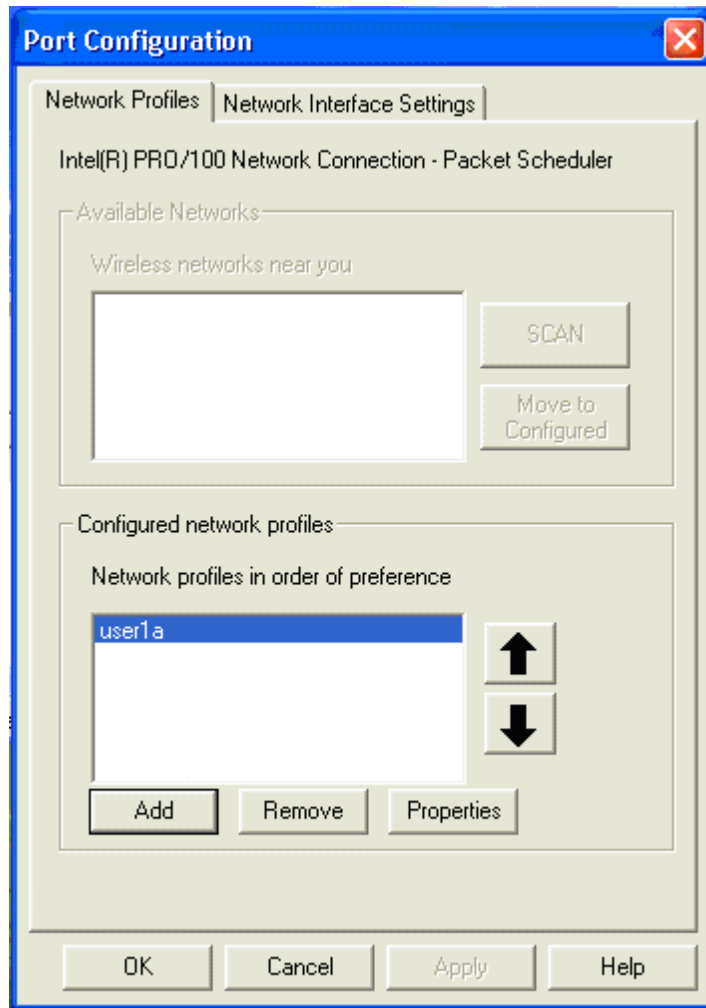 Port Configuration
Network Profiles
Network Interface Settings
Intel(R) PRO/100 Network Connection - Packet Scheduler
Available Networks
Wireless networks near you
SCAN
Move to
Configured
Configured network profiles
Network profiles in order of preference
user1a
Add
Remove
Properties
OK
Cancel
Apply
Help